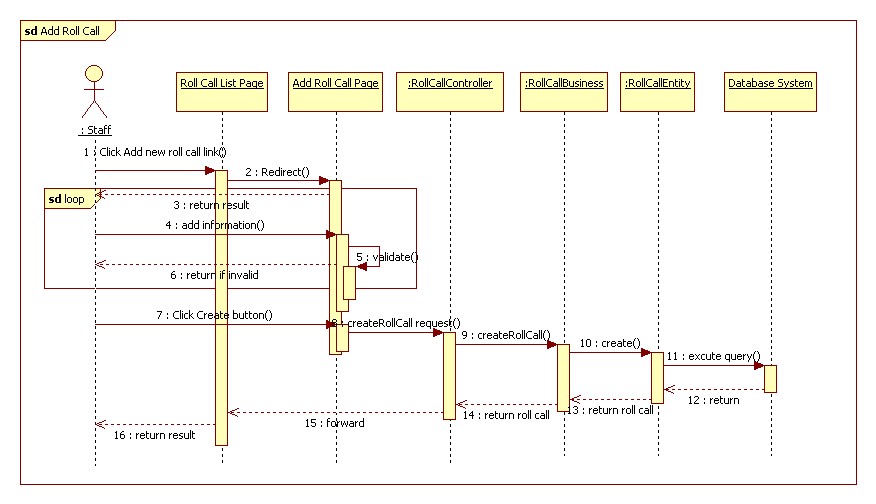 sd Add Roll Call
Roll Call List Page
Add Roll Call Page
:RollCallController
:RollCallBusiness
:RollCallEntity
Database System
: Staff
1 : Click Add new roll call link()
2 : Redirect()
sd loop
3 : return result
4 : add information()
5 : validate()
6 : return if invalid
7 : Click Create button()
8 : createRollCall request()
9 : createRollCall()
10 : create()
11 : excute query()
12 : return
13 : return roll call
14 : return roll call
15 : forward
16 : return result